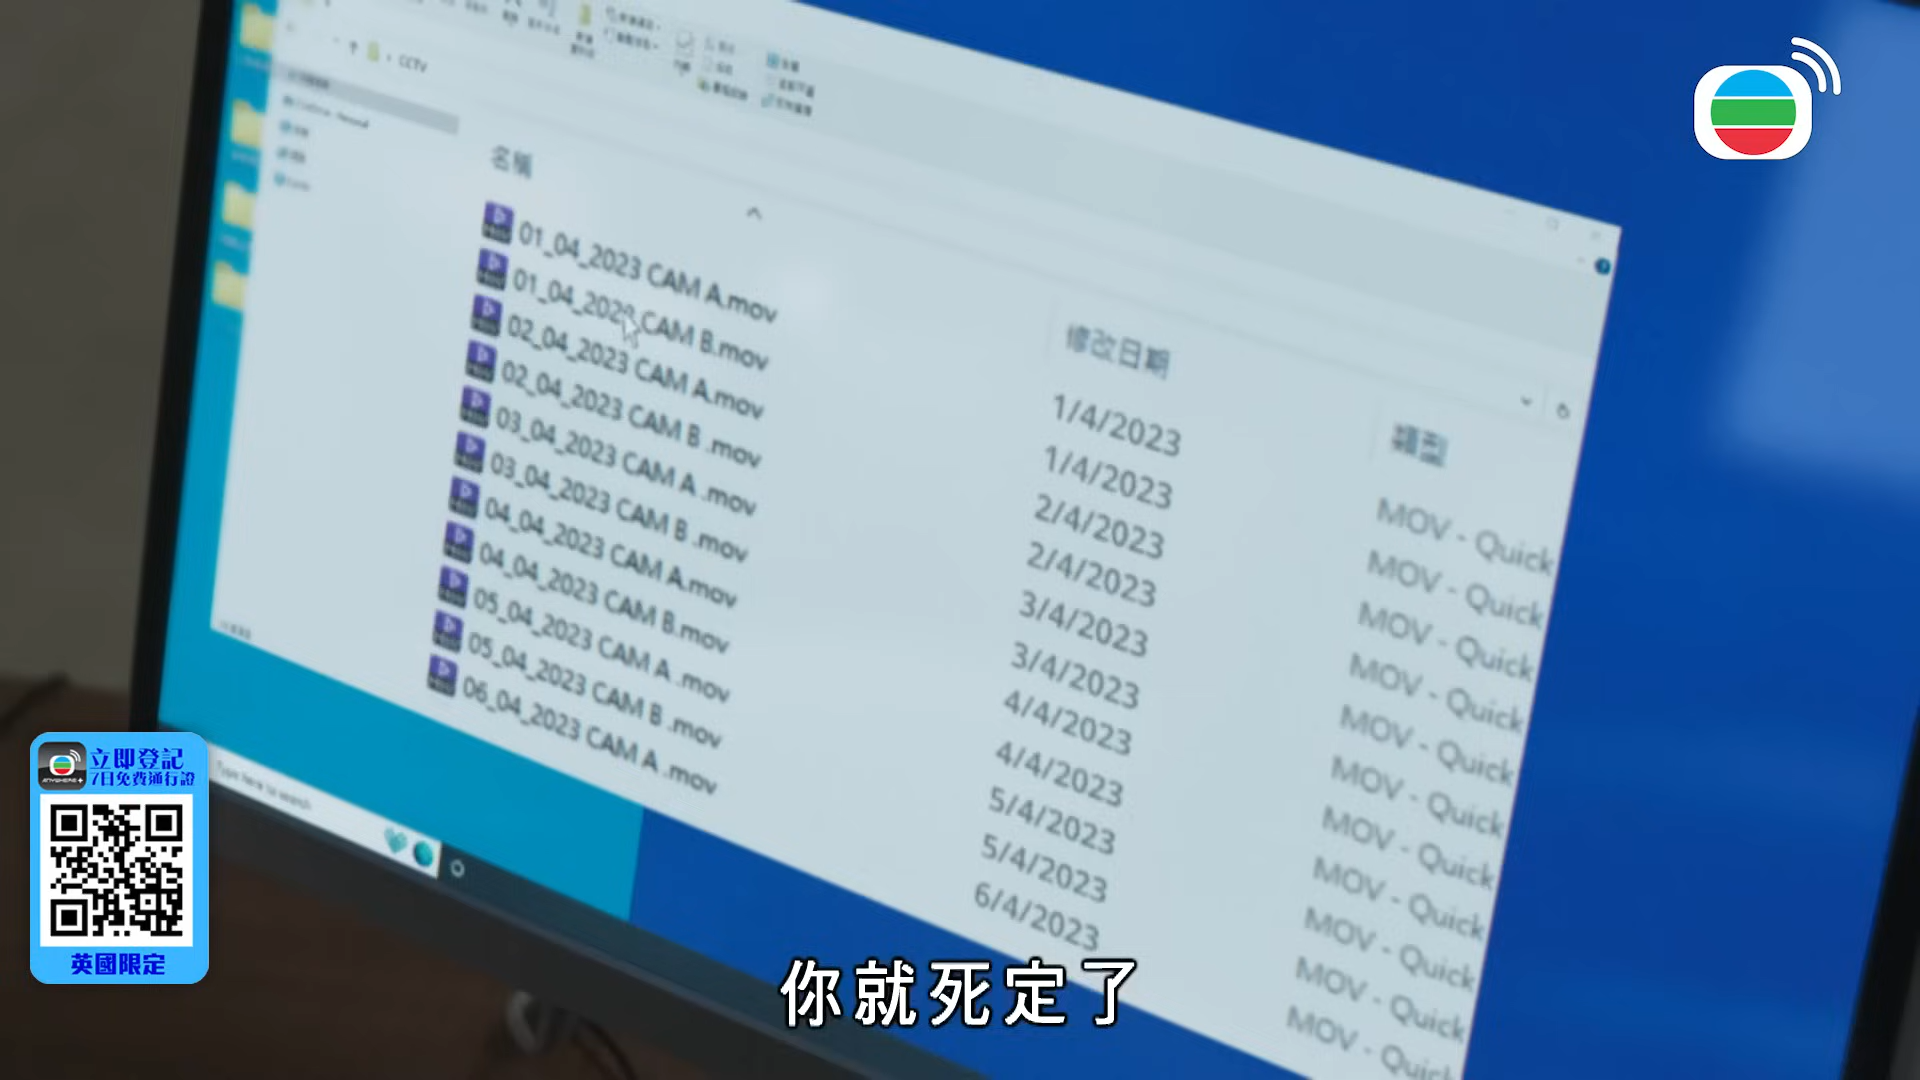 CCTV
名稱
01_04_2023 CAM A.mov
01_04_2023 CAM B.mov
02_04_2023 CAM A.mov
02_04_2023 CAM B .mov
03_04_2023 CAM A .mov
03_04_2023 CAM B .mov
04_04_2023 CAM A.mov
04_04_2023 CAM B.mov
05_04_2023 CAM A .mov
05_04_2023 CAM B .mov
06_04_2023 CAM A .mov
修改日期
1/4/2023
1/4/2023
2/4/2023
2/4/2023
3/4/2023
3/4/2023
4/4/2023
4/4/2023
5/4/2023
5/4/2023
6/4/2023
類型
MOV - Quick
MOV - Quick
MOV - Quick
MOV - Quick
MOV - Quick
MOV - Quick
MOV - Quick
MOV - Quick
MOV - Quick
MOV - Quick
MOV - Quick
Type here to search
立即登記
7日免費通行證
英國限定
你就死定了